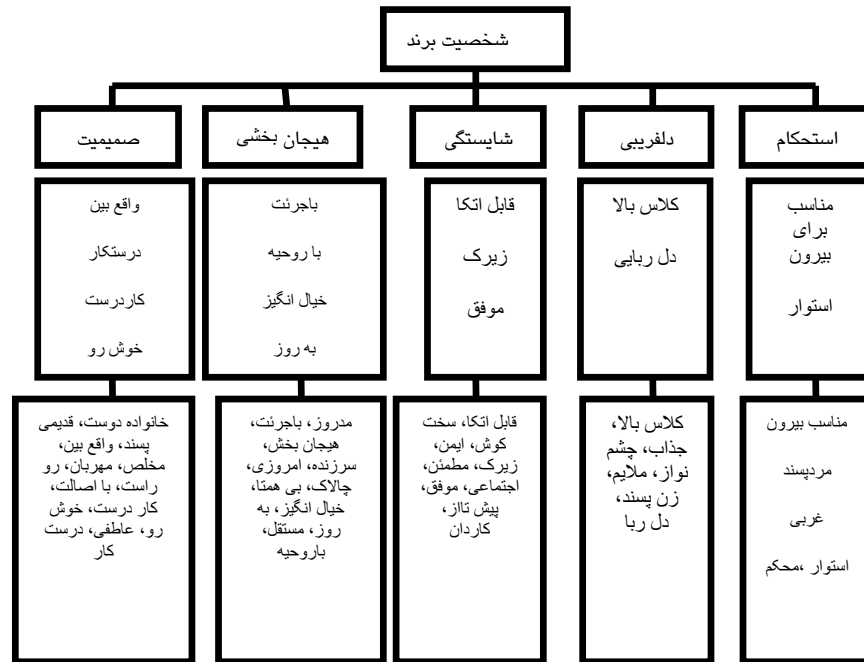 شخصیت برند
استحکام
دلفریبی
شایستگی
هیجان بخشی
صمیمیت
مناسب
برای
بیرون
استوار
کلاس بالا
دل ربایی
قابل اتکا
زیرک
موفق
باجرئت
با روحیه
خیال انگیز
به روز
واقع بین
درستکار
کاردرست
خوش رو
مناسب بیرون
مردپسند
غربی
استوار ،محکم
کلاس بالا،
جذاب، چشم
نواز، ملایم،
زن پسند،
دل ربا
قابل اتکا، سخت
کوش، ایمن،
زیرک، مطمئن،
اجتماعی، موفق،
پیش تااز،
کاردان
مدروز، باجرئت،
هیجان بخش،
سرزنده، امروزی،
چالاک، بی همتا،
خیال انگیز، به
روز، مستقل،
باروحیه
خانواده دوست، قدیمی
پسند، واقع بین،
مخلص، مهربان، رو
راست، با اصالت،
کار درست، خوش
رو، عاطفی، درست
کار